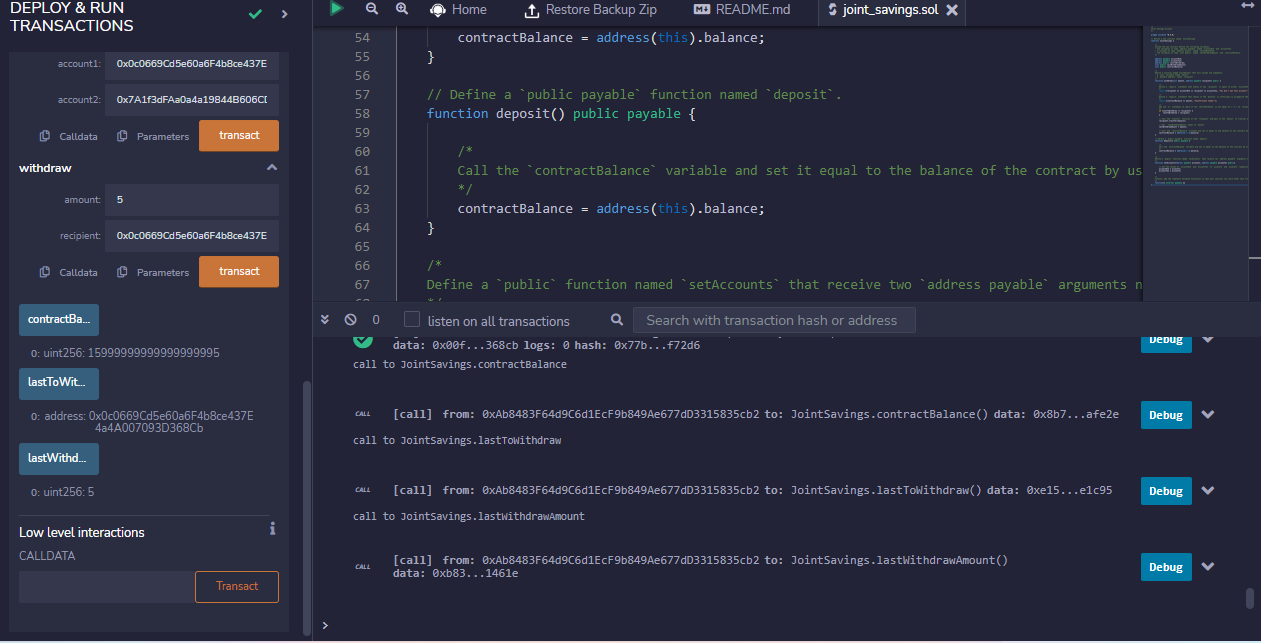 DEPLOY & RUN
TRANSACTIONS
account1: 0x0c0669Cd5e60a6F4b8ce437E
account2: 0x7A1f3dFAa0a4a19844B606CD
Calldata Parameters transact
withdraw
amount: 5
recipient: 0x0c0669Cd5e60a6F4b8ce437E
Calldata Parameters transact
contractBa...
0: uint256: 15999999999999999995
lastToWit...
0: address: 0x0c0669Cd5e60a6F4b8ce437E
4a4A007093D368Cb
lastWithd...
0: uint256: 5
Low level interactions
CALLDATA
Transact
Home Restore Backup Zip README.md joint_savings.sol
54 contractBalance = address(this).balance;
55 }
56
57 // Define a `public payable` function named `deposit`.
58 function deposit() public payable {
59
60 /*
61 Call the `contractBalance` variable and set it equal to the balance of the contract by us
62 */
63 contractBalance = address(this).balance;
64 }
65
66 /*
67 Define a `public` function named `setAccounts` that receive two `address payable` arguments n
0 listen on all transactions Search with transaction hash or address
data: 0x00f...368cb logs: 0 hash: 0x77b...f72d6 Debug
call to JointSavings.contractBalance
CALL [call] from: 0xAb8483F64d9C6d1EcF9b849Ae677dD3315835cb2 to: JointSavings.contractBalance() data: 0x8b7...afe2e Debug
call to JointSavings.lastToWithdraw
CALL [call] from: 0xAb8483F64d9C6d1EcF9b849Ae677dD3315835cb2 to: JointSavings.lastToWithdraw() data: 0xe15...e1c95 Debug
call to JointSavings.lastWithdrawAmount
CALL [call] from: 0xAb8483F64d9C6d1EcF9b849Ae677dD3315835cb2 to: JointSavings.lastWithdrawAmount()
data: 0xb83...1461e Debug
>